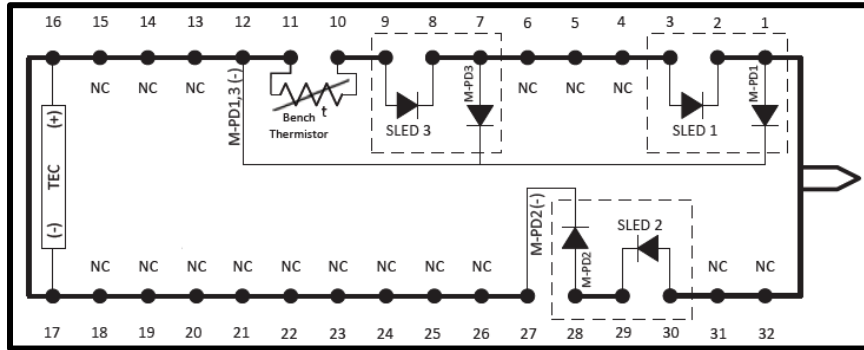 16 15 14 13 12 11 10 9 8 7 6 5 4 3 2 1
NC NC NC NC NC NC
M-PD1,3 (-)
t
Bench
Thermistor
SLED 3
M-PD3
SLED 1
M-PD1
(+)
TEC
(-)
M-PD2(-)
M-PD2
SLED 2
NC NC NC NC NC NC NC NC NC NC NC
17 18 19 20 21 22 23 24 25 26 27 28 29 30 31 32